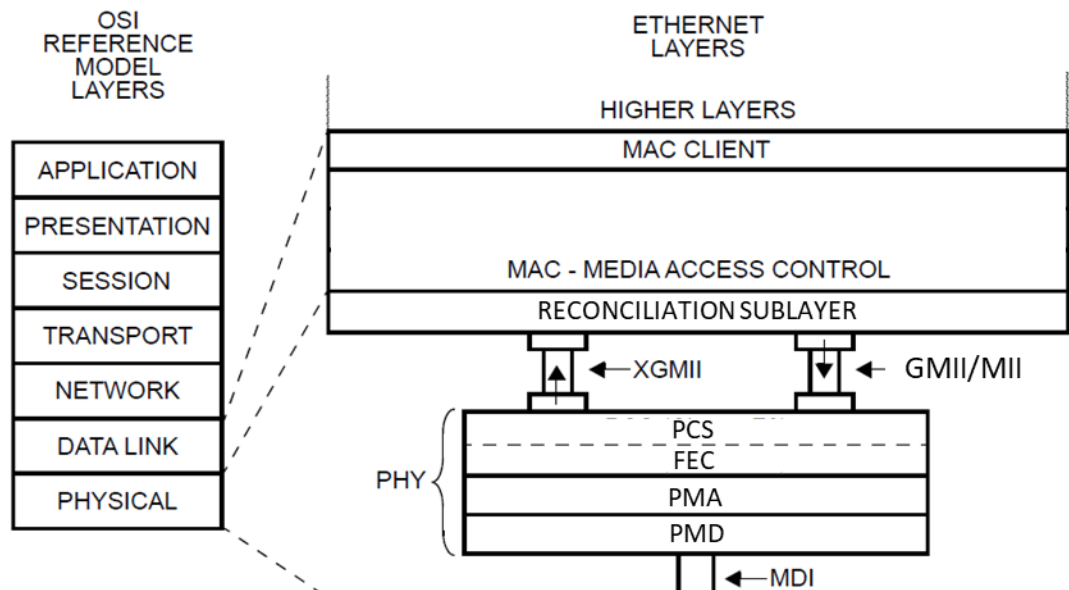 OSI
REFERENCE
MODEL
LAYERS
ETHERNET
LAYERS
HIGHER LAYERS
MAC CLIENT
APPLICATION
PRESENTATION
SESSION
TRANSPORT
NETWORK
DATA LINK
PHYSICAL
MAC - MEDIA ACCESS CONTROL
RECONCILIATION SUBLAYER
XGMII
GMII/MII
PHY
PCS
FEC
PMA
PMD
MDI